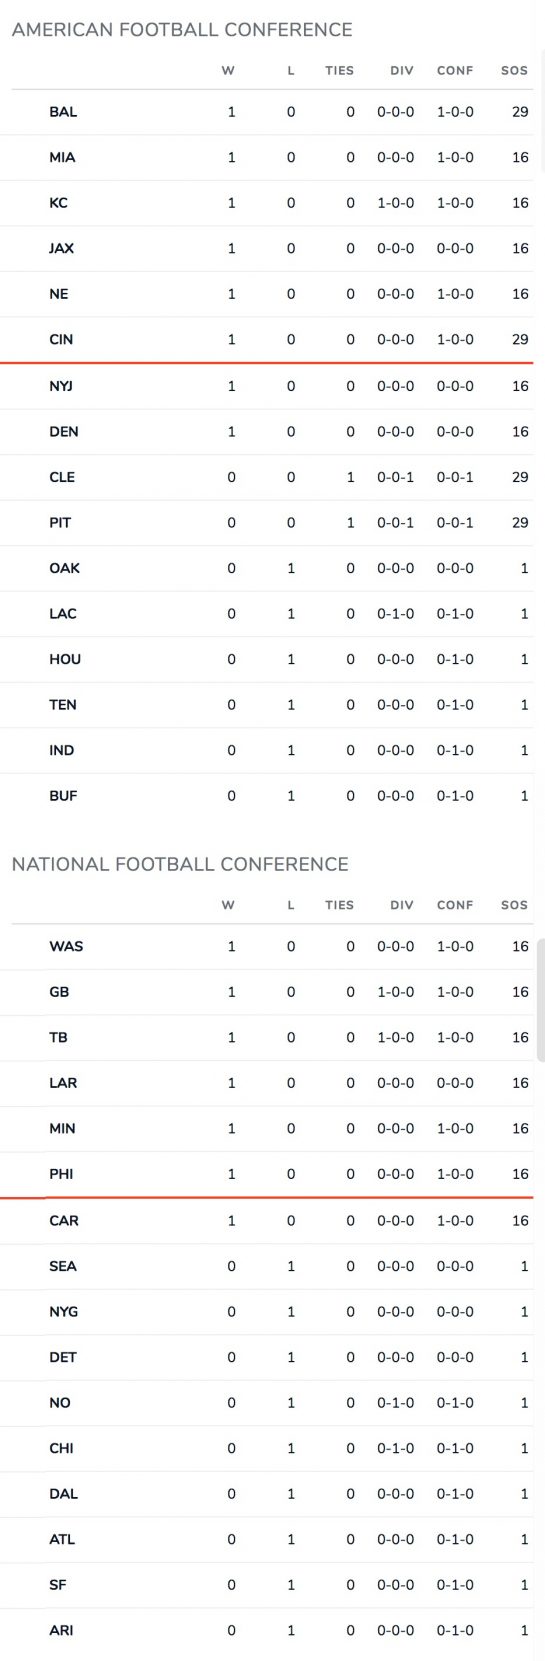 AMERICAN FOOTBALL CONFERENCE
W L TIES DIV CONF SOS
BAL 1 0 0 0-0-0 1-0-0 29
MIA 1 0 0 0-0-0 1-0-0 16
KC 1 0 0 1-0-0 1-0-0 16
JAX 1 0 0 0-0-0 0-0-0 16
NE 1 0 0 0-0-0 1-0-0 16
CIN 1 0 0 0-0-0 1-0-0 29
NYJ 1 0 0 0-0-0 0-0-0 16
DEN 1 0 0 0-0-0 0-0-0 16
CLE 0 0 1 0-0-1 0-0-1 29
PIT 0 0 1 0-0-1 0-0-1 29
OAK 0 1 0 0-0-0 0-0-0 1
LAC 0 1 0 0-1-0 0-1-0 1
HOU 0 1 0 0-0-0 0-1-0 1
TEN 0 1 0 0-0-0 0-1-0 1
IND 0 1 0 0-0-0 0-1-0 1
BUF 0 1 0 0-0-0 0-1-0 1
NATIONAL FOOTBALL CONFERENCE
W L TIES DIV CONF SOS
WAS 1 0 0 0-0-0 1-0-0 16
GB 1 0 0 1-0-0 1-0-0 16
TB 1 0 0 1-0-0 1-0-0 16
LAR 1 0 0 0-0-0 0-0-0 16
MIN 1 0 0 0-0-0 1-0-0 16
PHI 1 0 0 0-0-0 1-0-0 16
CAR 1 0 0 0-0-0 1-0-0 16
SEA 0 1 0 0-0-0 0-0-0 1
NYG 0 1 0 0-0-0 0-0-0 1
DET 0 1 0 0-0-0 0-0-0 1
NO 0 1 0 0-1-0 0-1-0 1
CHI 0 1 0 0-1-0 0-1-0 1
DAL 0 1 0 0-0-0 0-1-0 1
ATL 0 1 0 0-0-0 0-1-0 1
SF 0 1 0 0-0-0 0-1-0 1
ARI 0 1 0 0-0-0 0-1-0 1